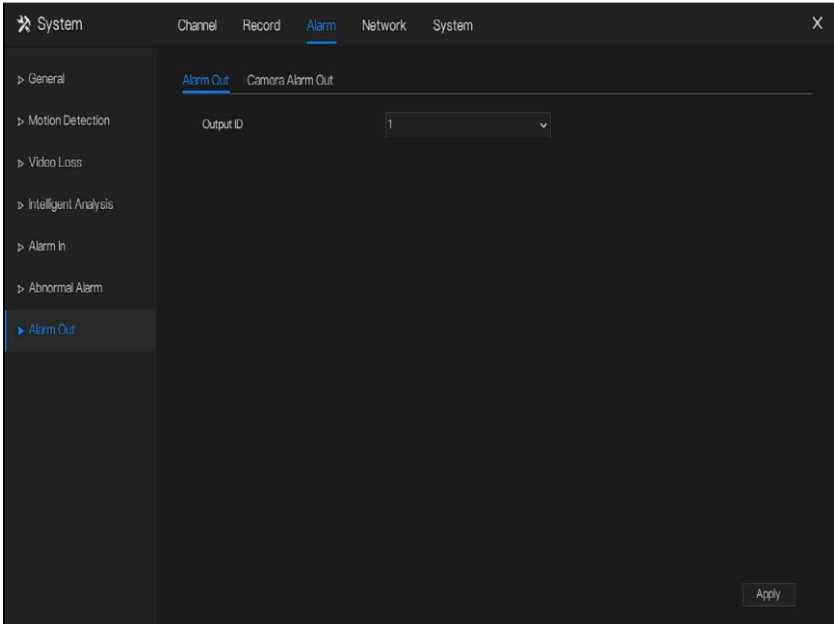 System
Channel Record Alarm Network System X
General
Motion Detection
Video Loss
Intelligent Analysis
Alarm In
Abnormal Alarm
Alarm Out
Alarm Out Camera Alarm Out
Output ID 1
Apply